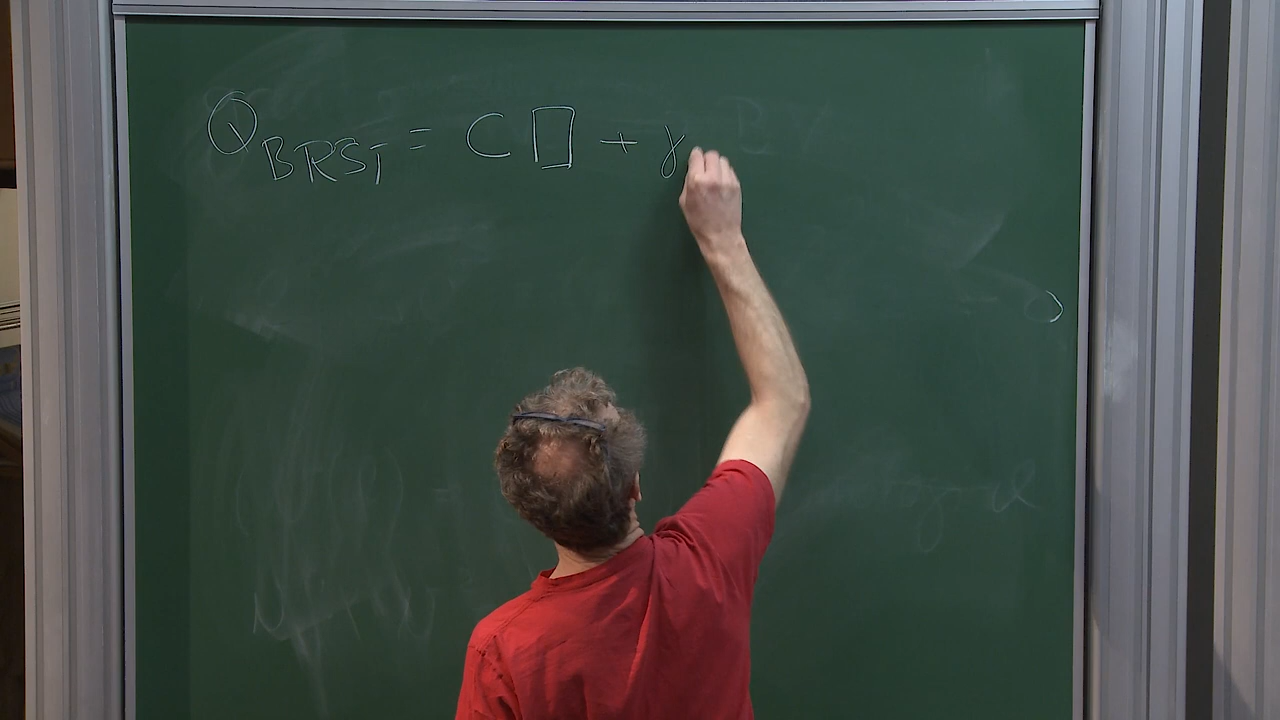 Q_BRST = C □ + γ